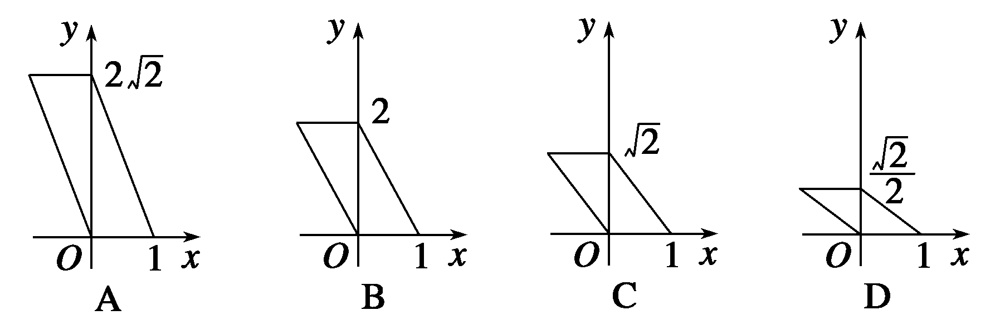 y 2√2 O 1 x
A
y 2 O 1 x
B
y √2 O 1 x
C
y √2/2 O 1 x
D